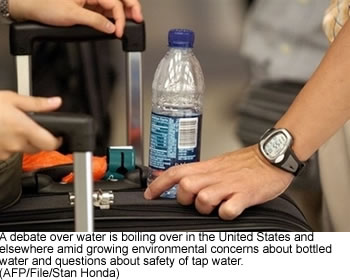 A debate over water is boiling over in the United States and
elsewhere amid growing environmental concerns about bottled
water and questions about safety of tap water.
(AFP/File/Stan Honda)